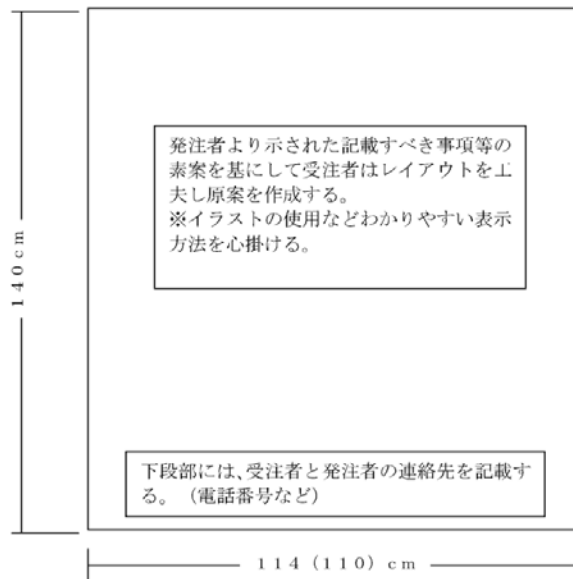 発注者より示された記載すべき事項等の
素案を基にして受注者はレイアウトを工
夫し原案を作成する。
※イラストの使用などわかりやすい表示
方法を心掛ける。
140cm
下段部には、受注者と発注者の連絡先を記載す
る。（電話番号など）
114（110）cm